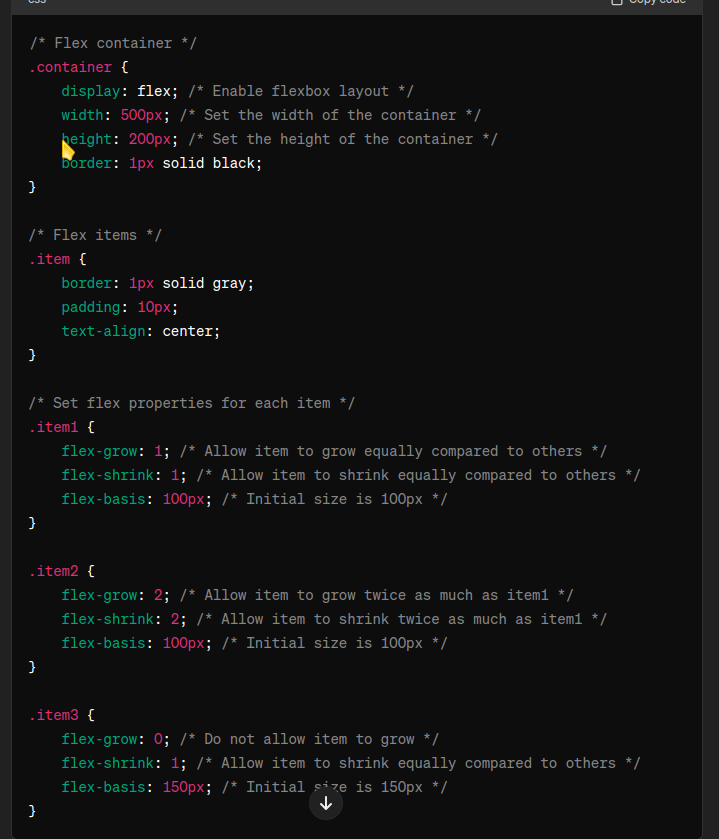 css Copy code
/* Flex container */
.container {
    display: flex; /* Enable flexbox layout */
    width: 500px; /* Set the width of the container */
    height: 200px; /* Set the height of the container */
    border: 1px solid black;
}

/* Flex items */
.item {
    border: 1px solid gray;
    padding: 10px;
    text-align: center;
}

/* Set flex properties for each item */
.item1 {
    flex-grow: 1; /* Allow item to grow equally compared to others */
    flex-shrink: 1; /* Allow item to shrink equally compared to others */
    flex-basis: 100px; /* Initial size is 100px */
}

.item2 {
    flex-grow: 2; /* Allow item to grow twice as much as item1 */
    flex-shrink: 2; /* Allow item to shrink twice as much as item1 */
    flex-basis: 100px; /* Initial size is 100px */
}

.item3 {
    flex-grow: 0; /* Do not allow item to grow */
    flex-shrink: 1; /* Allow item to shrink equally compared to others */
    flex-basis: 150px; /* Initial size is 150px */
}